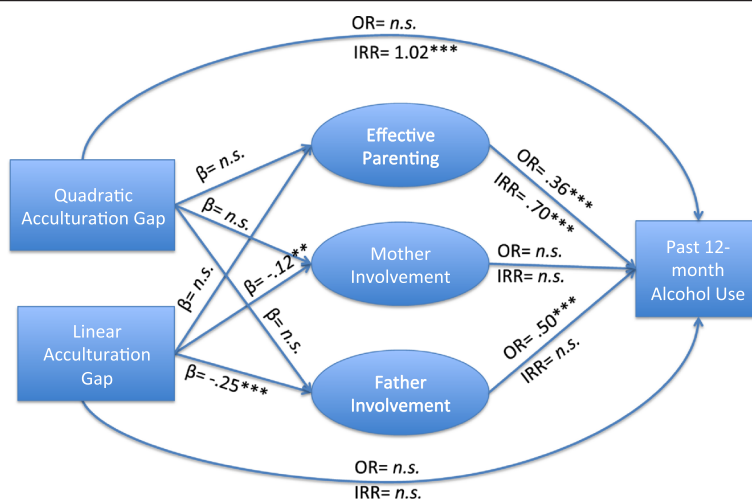 OR= n.s.
IRR= 1.02***
Effective
Parenting
β= n.s.
OR= .36***
IRR= .70***
Quadratic
Acculturation Gap
β= n.s.
Mother
Involvement
OR= n.s.
IRR= n.s.
Past 12-
month
Alcohol Use
β= n.s.
β= -.12**
β= n.s.
Linear
Acculturation
Gap
β= -.25***
Father
Involvement
OR= .50***
IRR= n.s.
OR= n.s.
IRR= n.s.